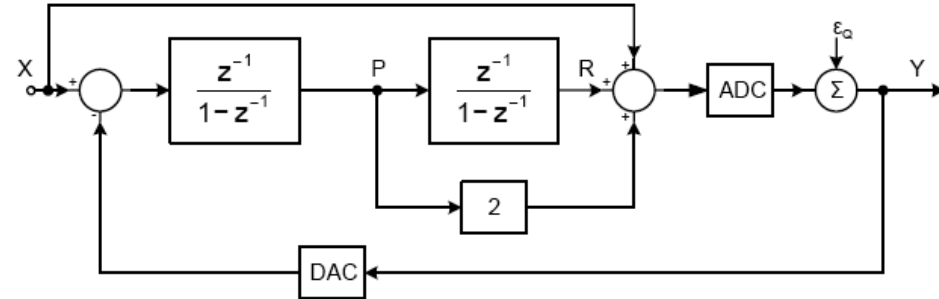 ε_Q
X
+
-
z⁻¹
1 − z⁻¹
P
z⁻¹
1 − z⁻¹
R
+
+
+
ADC
Σ
Y
2
DAC